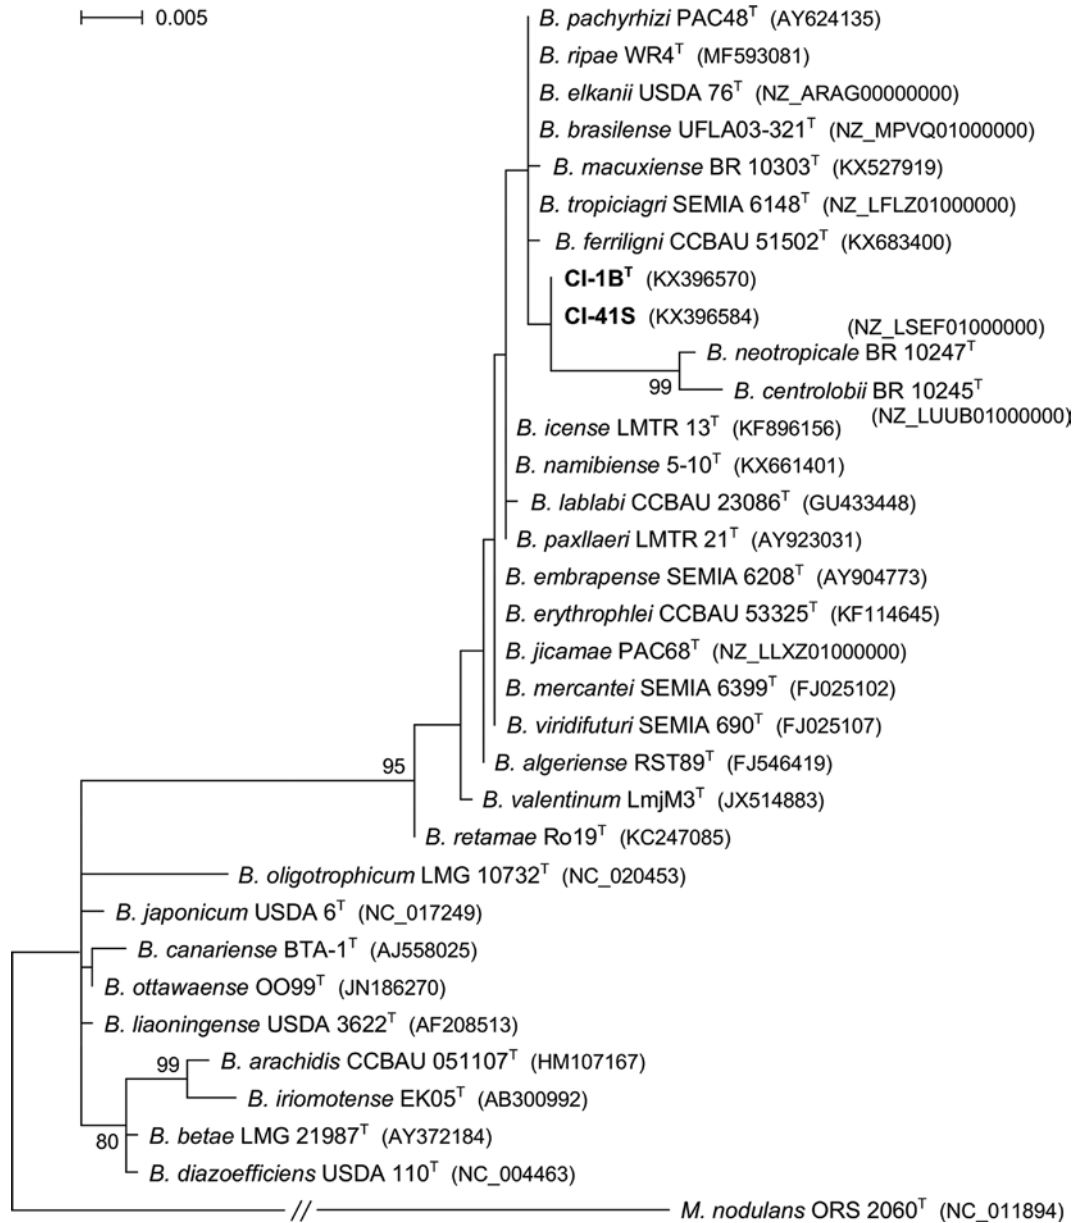 0.005
B. pachyrhizi PAC48ᵀ (AY624135)
B. ripae WR4ᵀ (MF593081)
B. elkanii USDA 76ᵀ (NZ_ARAG00000000)
B. brasilense UFLA03-321ᵀ (NZ_MPVQ01000000)
B. macuxiense BR 10303ᵀ (KX527919)
B. tropiciagri SEMIA 6148ᵀ (NZ_LFLZ01000000)
B. ferriligni CCBAU 51502ᵀ (KX683400)
CI-1Bᵀ (KX396570)
CI-41S (KX396584)
(NZ_LSEF01000000)
B. neotropicale BR 10247ᵀ
99
B. centrolobii BR 10245ᵀ
(NZ_LUUB01000000)
B. icense LMTR 13ᵀ (KF896156)
B. namibiense 5-10ᵀ (KX661401)
B. lablabi CCBAU 23086ᵀ (GU433448)
B. paxllaeri LMTR 21ᵀ (AY923031)
B. embrapense SEMIA 6208ᵀ (AY904773)
B. erythrophlei CCBAU 53325ᵀ (KF114645)
B. jicamae PAC68ᵀ (NZ_LLXZ01000000)
B. mercantei SEMIA 6399ᵀ (FJ025102)
B. viridifuturi SEMIA 690ᵀ (FJ025107)
95
B. algeriense RST89ᵀ (FJ546419)
B. valentinum LmjM3ᵀ (JX514883)
B. retamae Ro19ᵀ (KC247085)
B. oligotrophicum LMG 10732ᵀ (NC_020453)
B. japonicum USDA 6ᵀ (NC_017249)
B. canariense BTA-1ᵀ (AJ558025)
B. ottawaense OO99ᵀ (JN186270)
B. liaoningense USDA 3622ᵀ (AF208513)
99
B. arachidis CCBAU 051107ᵀ (HM107167)
B. iriomotense EK05ᵀ (AB300992)
80
B. betae LMG 21987ᵀ (AY372184)
B. diazoefficiens USDA 110ᵀ (NC_004463)
//
M. nodulans ORS 2060ᵀ (NC_011894)